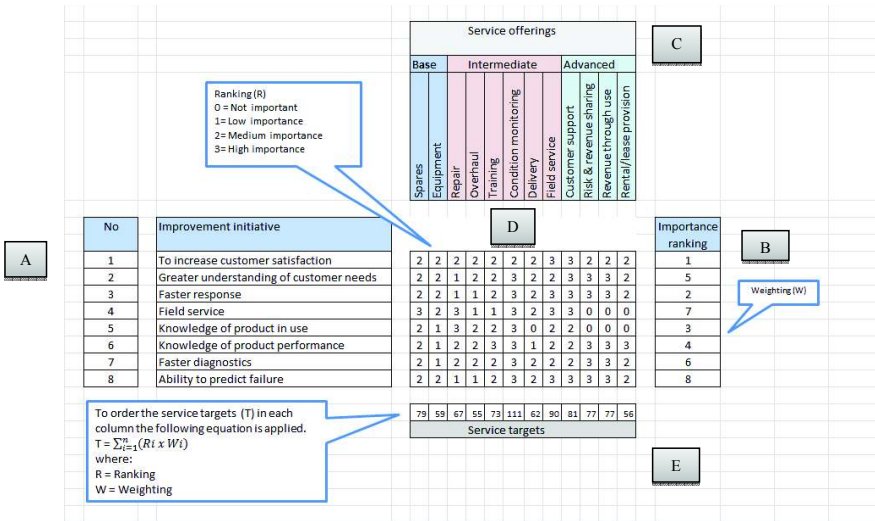 Service offerings
C
Base Intermediate Advanced
Ranking (R)
0 = Not important
1= Low importance
2= Medium importance
3= High importance
Spares
Equipment
Repair
Overhaul
Training
Condition monitoring
Delivery
Field service
Customer support
Risk & revenue sharing
Revenue through use
Rental/lease provision
A
No Improvement initiative D Importance
ranking
B
1 To increase customer satisfaction 2 2 2 2 2 2 2 3 3 2 2 2 1
2 Greater understanding of customer needs 2 2 1 2 2 3 2 2 3 3 3 2 5
3 Faster response 2 2 1 1 2 3 2 3 3 3 3 2 2
4 Field service 3 2 3 1 1 3 2 3 3 0 0 0 7
5 Knowledge of product in use 2 1 3 2 2 3 0 2 2 0 0 0 3
6 Knowledge of product performance 2 1 2 2 3 3 1 2 2 3 3 3 4
7 Faster diagnostics 2 1 2 2 2 3 2 2 2 3 3 2 6
8 Ability to predict failure 2 2 1 1 2 3 2 3 3 3 3 2 8
Weighting (W)
79 59 67 55 73 111 62 90 81 77 77 56
Service targets
To order the service targets (T) in each
column the following equation is applied.
T = ∑ⁿᵢ₌₁(Ri x Wi)
where:
R = Ranking
W = Weighting
E